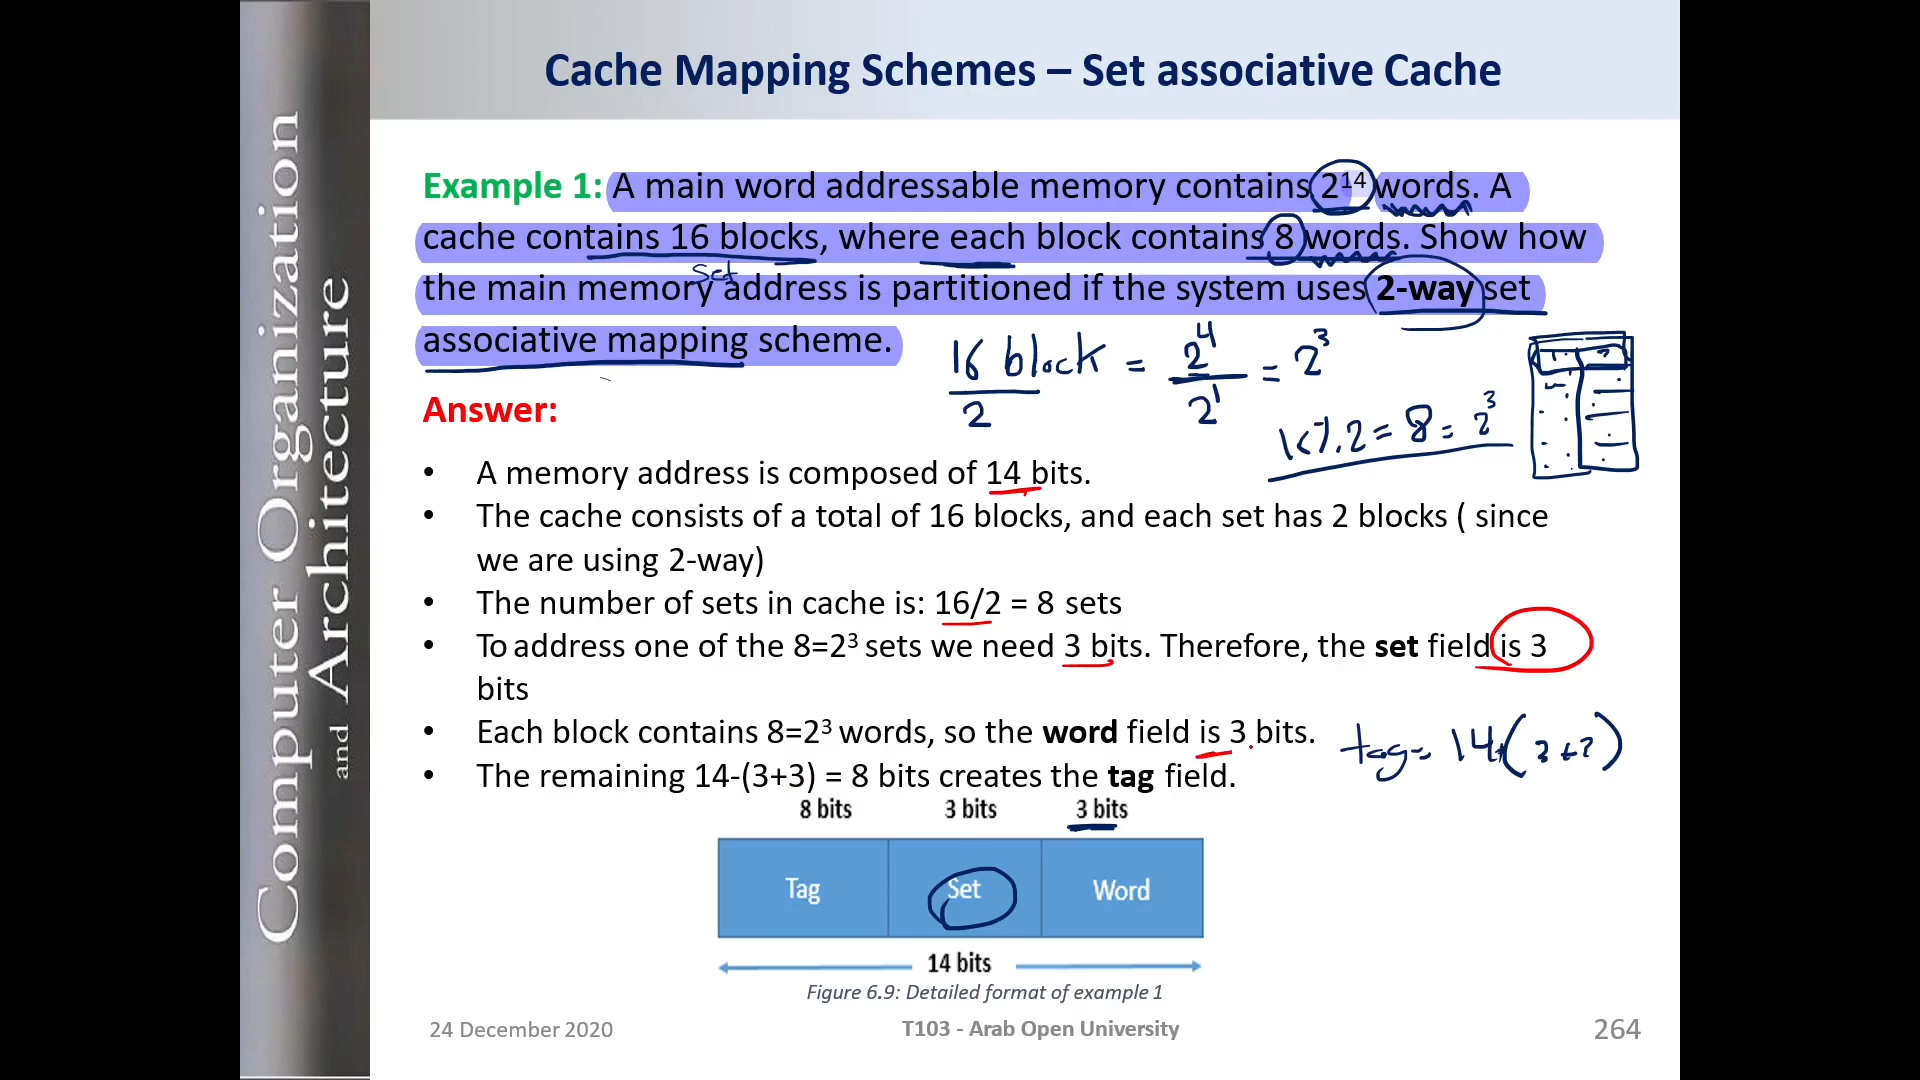 Computer Organization
and Architecture
Cache Mapping Schemes – Set associative Cache
Example 1: A main word addressable memory contains 2¹⁴ words. A
cache contains 16 blocks, where each block contains 8 words. Show how
set
the main memory address is partitioned if the system uses 2-way set
associative mapping scheme.
16 block / 2 = 2⁴ / 2¹ = 2³
16 % 2 = 8 = 2³
Answer:
• A memory address is composed of 14 bits.
• The cache consists of a total of 16 blocks, and each set has 2 blocks ( since
we are using 2-way)
• The number of sets in cache is: 16/2 = 8 sets
• To address one of the 8=2³ sets we need 3 bits. Therefore, the set field is 3
bits
• Each block contains 8=2³ words, so the word field is 3 bits.
tag = 14 (3+3)
• The remaining 14-(3+3) = 8 bits creates the tag field.
8 bits 3 bits 3 bits
Tag Set Word
14 bits
Figure 6.9: Detailed format of example 1
24 December 2020 T103 - Arab Open University 264